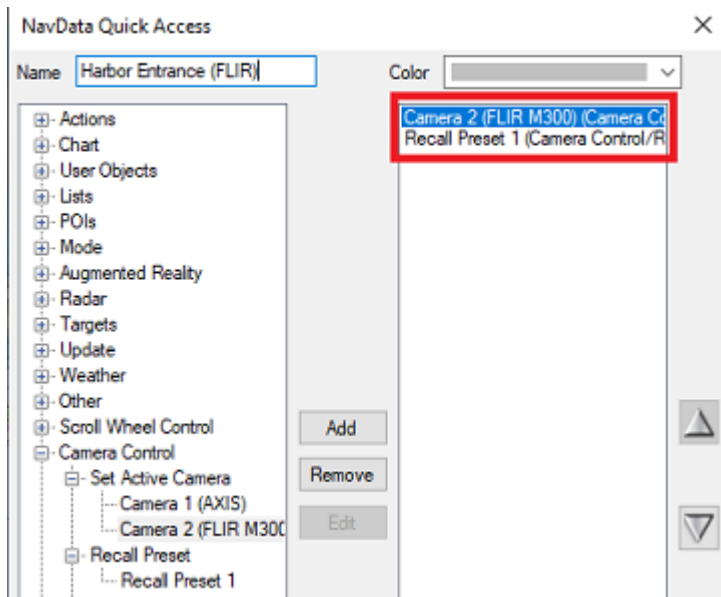 NavData Quick Access
Name Harbor Entrance (FLIR) Color
Actions
Chart
User Objects
Lists
POIs
Mode
Augmented Reality
Radar
Targets
Update
Weather
Other
Scroll Wheel Control
Camera Control
Set Active Camera
Camera 1 (AXIS)
Camera 2 (FLIR M300
Recall Preset
Recall Preset 1
Add
Remove
Edit
Camera 2 (FLIR M300) (Camera Co
Recall Preset 1 (Camera Control/R